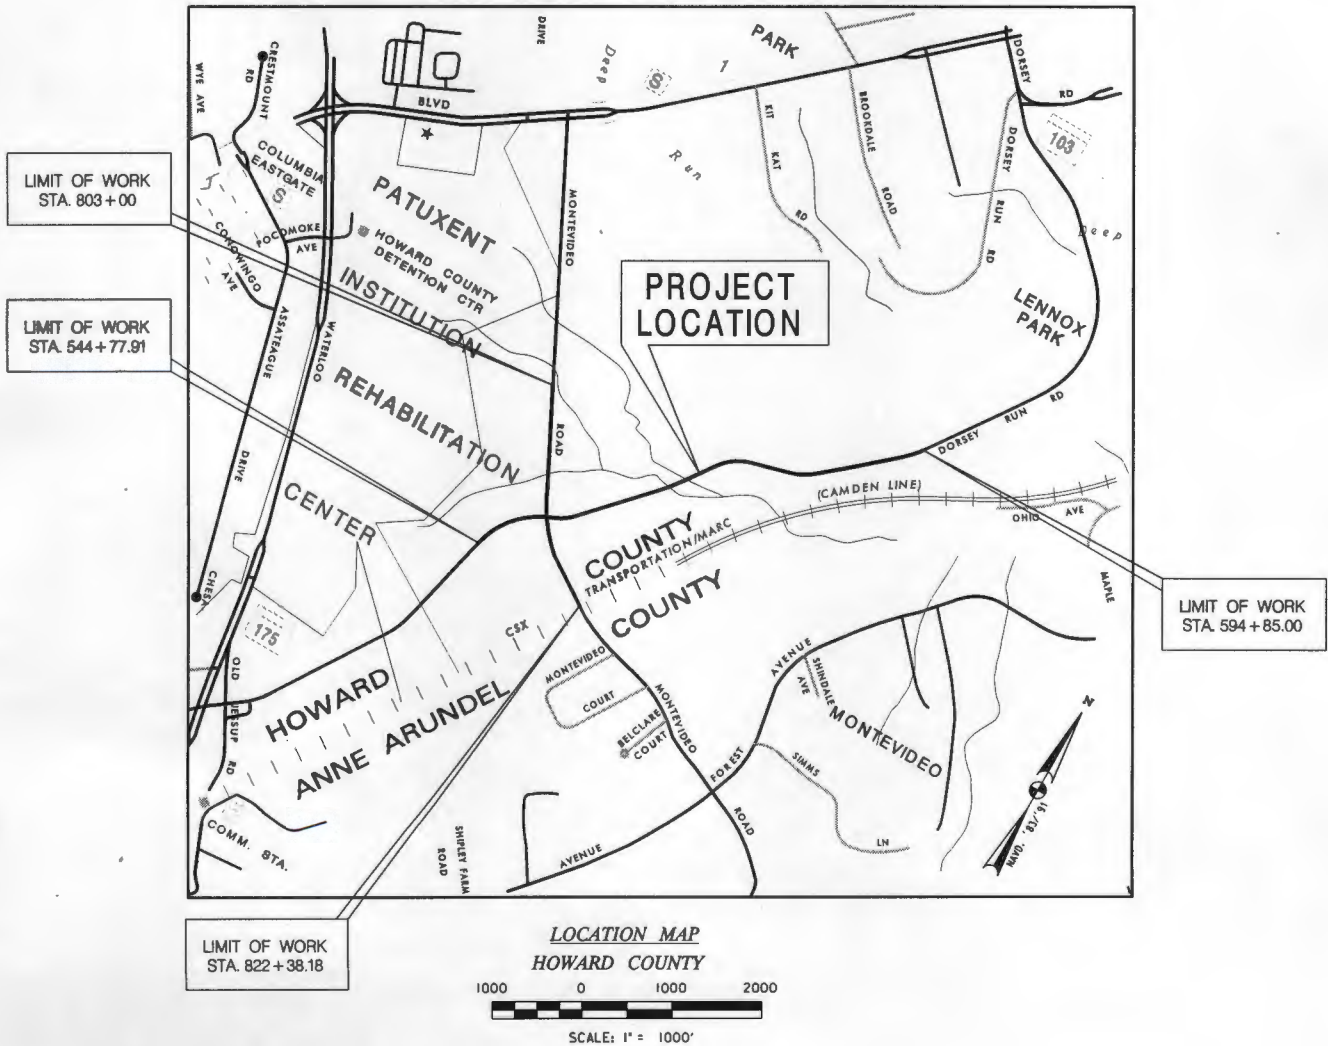 DRIVE
Deep
S
1
PARK
DORSEY
RD
WYE AVE
CRESTMOUNT
RD
BLVD
KIT
KAT
RD
BROOKDALE
ROAD
DORSEY
RUN
RD
103
Run
Deep
COLUMBIA
EASTGATE
S
PATUXENT
MONTEVIDEO
ROAD
LIMIT OF WORK
STA. 803+00
POCOMOKE
AVE
CONOWINGO
AVE
HOWARD COUNTY
DETENTION CTR
INSTITUTION
PROJECT
LOCATION
LENNOX
PARK
LIMIT OF WORK
STA. 544+77.91
ASSATEAGUE
DRIVE
WATERLOO
REHABILITATION
CENTER
DORSEY RUN RD
(CAMDEN LINE)
OHIO AVE
COUNTY
TRANSPORTATION/MARC
COUNTY
CHESA
MAPLE
LIMIT OF WORK
STA. 594+85.00
175
CSX
OLD
JESSUP
RD
HOWARD
ANNE ARUNDEL
MONTEVIDEO
COURT
BELCLARE
COURT
MONTEVIDEO
ROAD
AVENUE
FOREST
AVENUE
SHINDALE
AVE
MONTEVIDEO
SIMMS
LN
N
NAVD. '83/'91
COMM. STA.
SHIPLEY FARM
ROAD
LIMIT OF WORK
STA. 822+38.18
LOCATION MAP
HOWARD COUNTY
1000 0 1000 2000
SCALE: 1" = 1000'